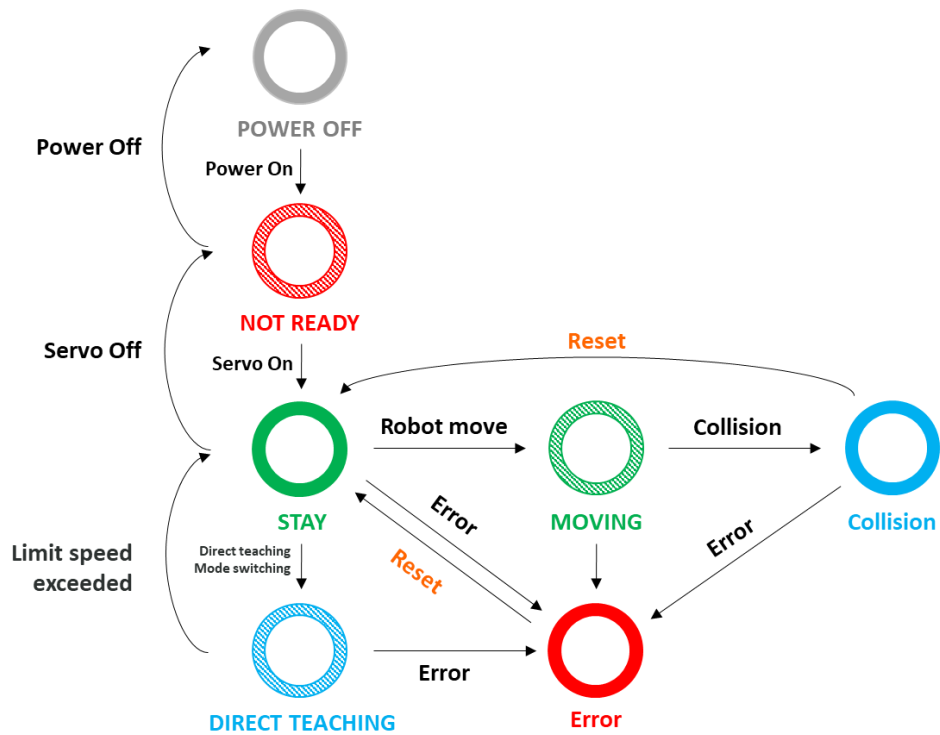 POWER OFF
Power Off
Power On
NOT READY
Servo Off
Servo On
Reset
Robot move
Collision
STAY
MOVING
Collision
Error
Error
Limit speed
exceeded
Direct teaching
Mode switching
Reset
Error
DIRECT TEACHING
Error